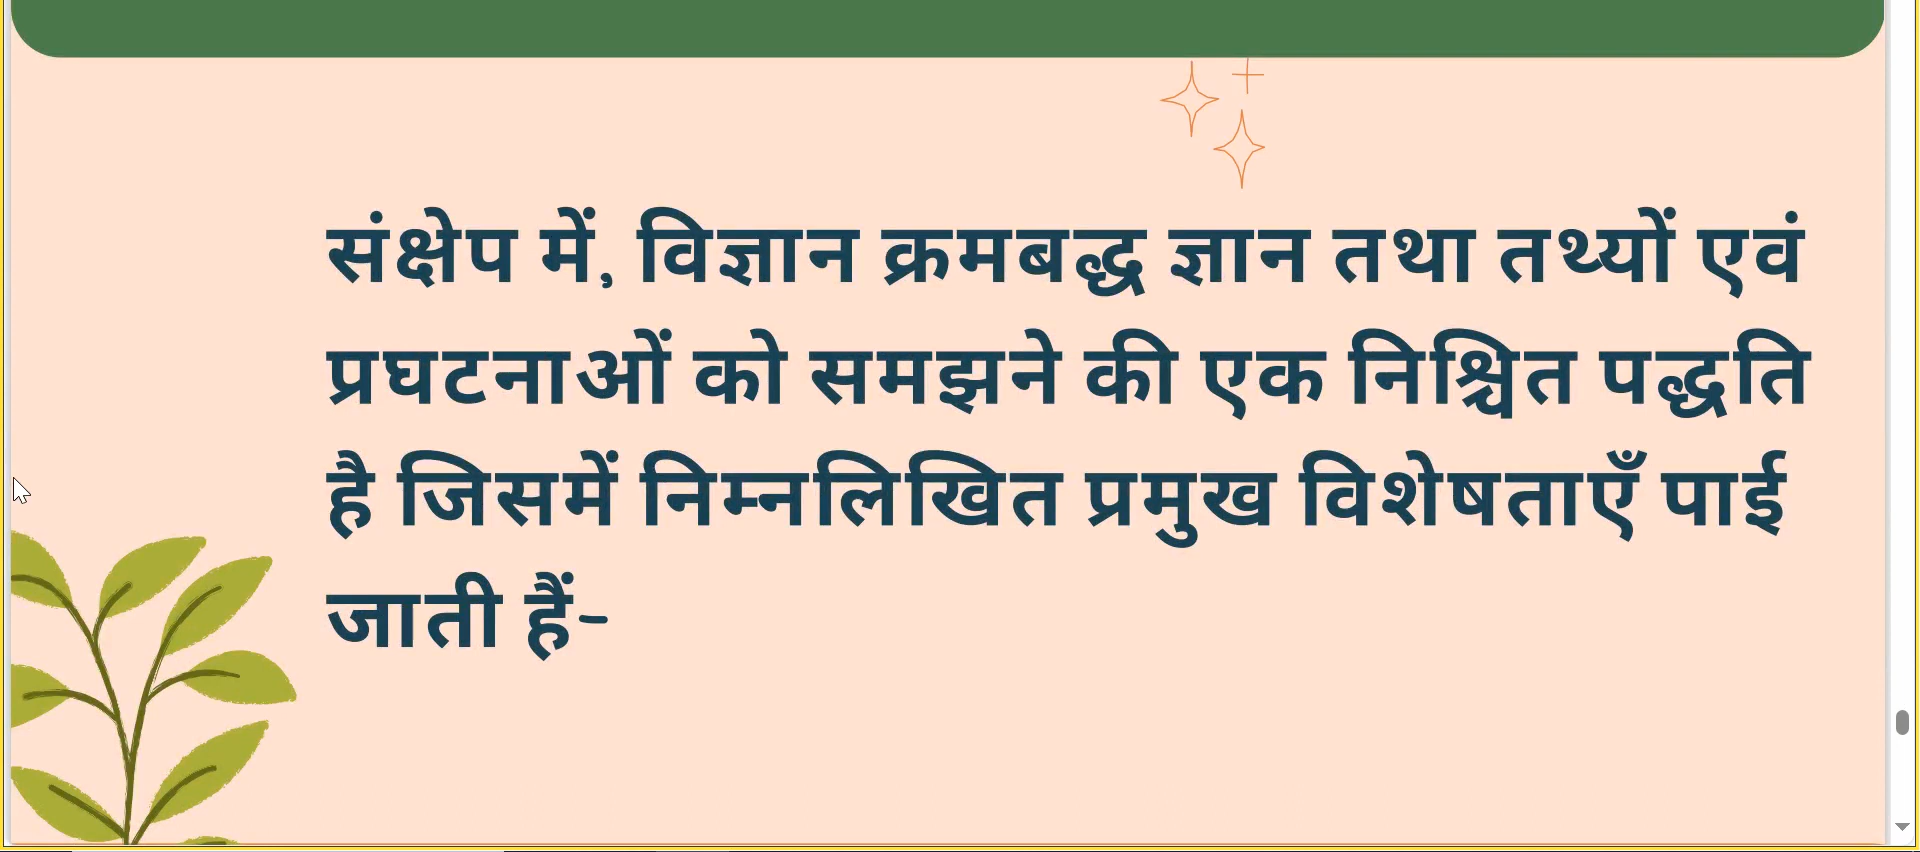 संक्षेप में, विज्ञान क्रमबद्ध ज्ञान तथा तथ्यों एवं
प्रघटनाओं को समझने की एक निश्चित पद्धति
है जिसमें निम्नलिखित प्रमुख विशेषताएँ पाई
जाती हैं-